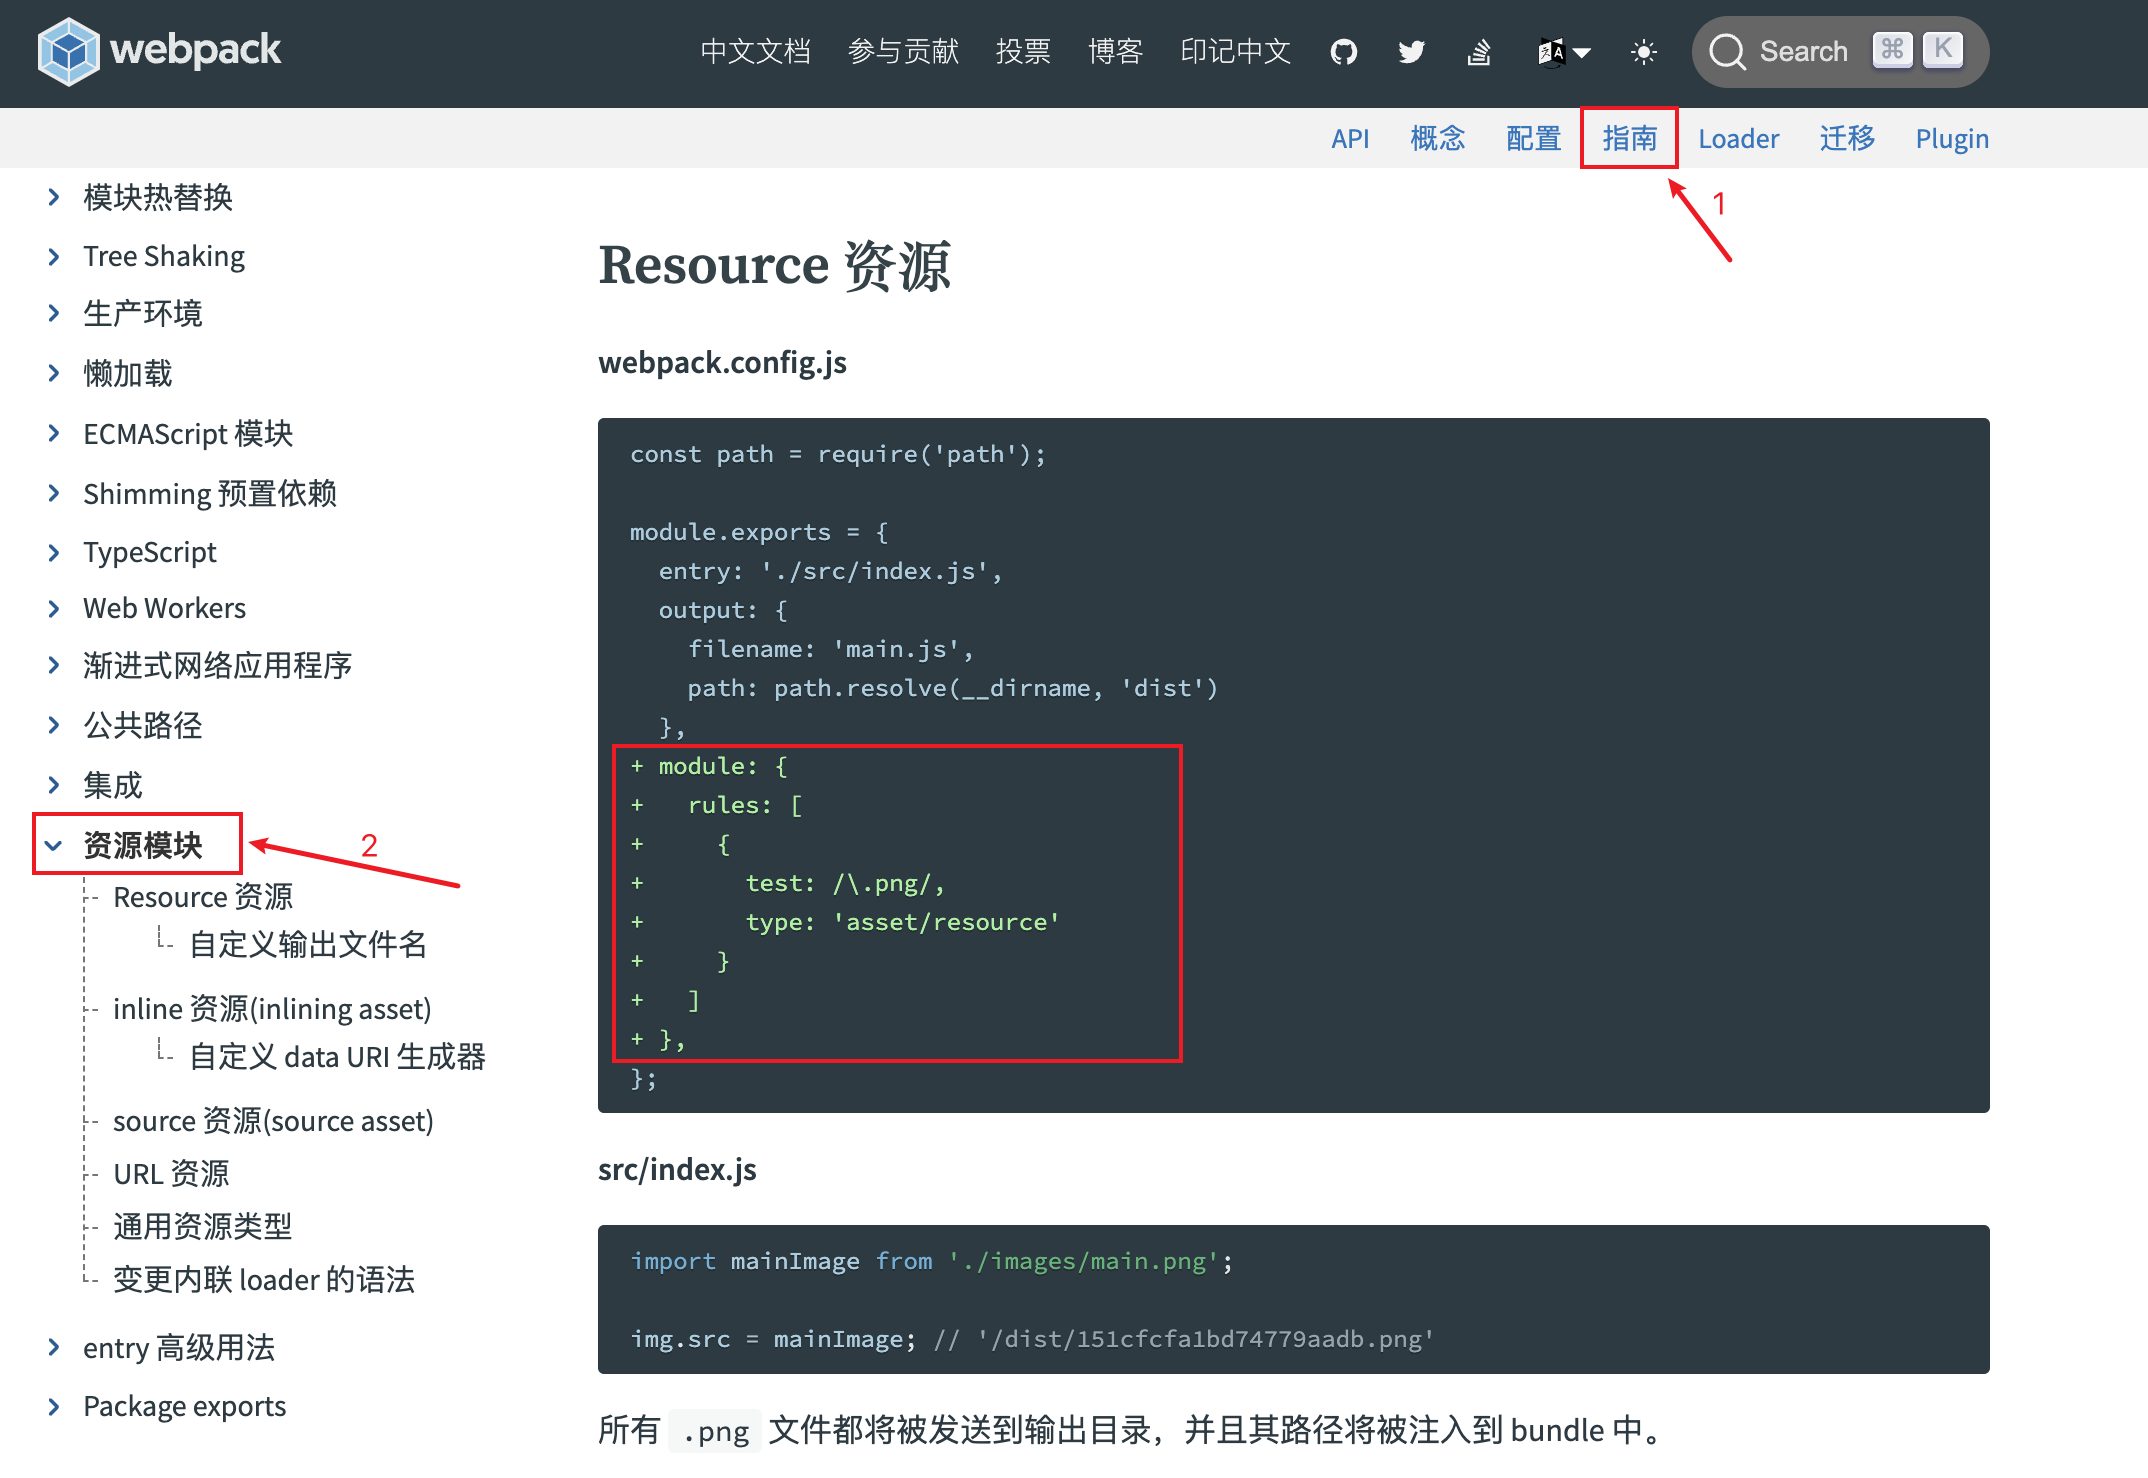 webpack
中文文档 参与贡献 投票 博客 印记中文 Search ⌘ K
API 概念 配置 指南 Loader 迁移 Plugin
1
模块热替换
Tree Shaking
生产环境
懒加载
ECMAScript 模块
Shimming 预置依赖
TypeScript
Web Workers
渐进式网络应用程序
公共路径
集成
资源模块
2
Resource 资源
自定义输出文件名
inline 资源(inlining asset)
自定义 data URI 生成器
source 资源(source asset)
URL 资源
通用资源类型
变更内联 loader 的语法
entry 高级用法
Package exports
Resource 资源
webpack.config.js
const path = require('path');
module.exports = {
  entry: './src/index.js',
  output: {
    filename: 'main.js',
    path: path.resolve(__dirname, 'dist')
  },
+ module: {
+   rules: [
+     {
+       test: /\.png/,
+       type: 'asset/resource'
+     }
+   ]
+ },
};
src/index.js
import mainImage from './images/main.png';
img.src = mainImage; // '/dist/151cfcfa1bd74779aadb.png'
所有 .png 文件都将被发送到输出目录，并且其路径将被注入到 bundle 中。